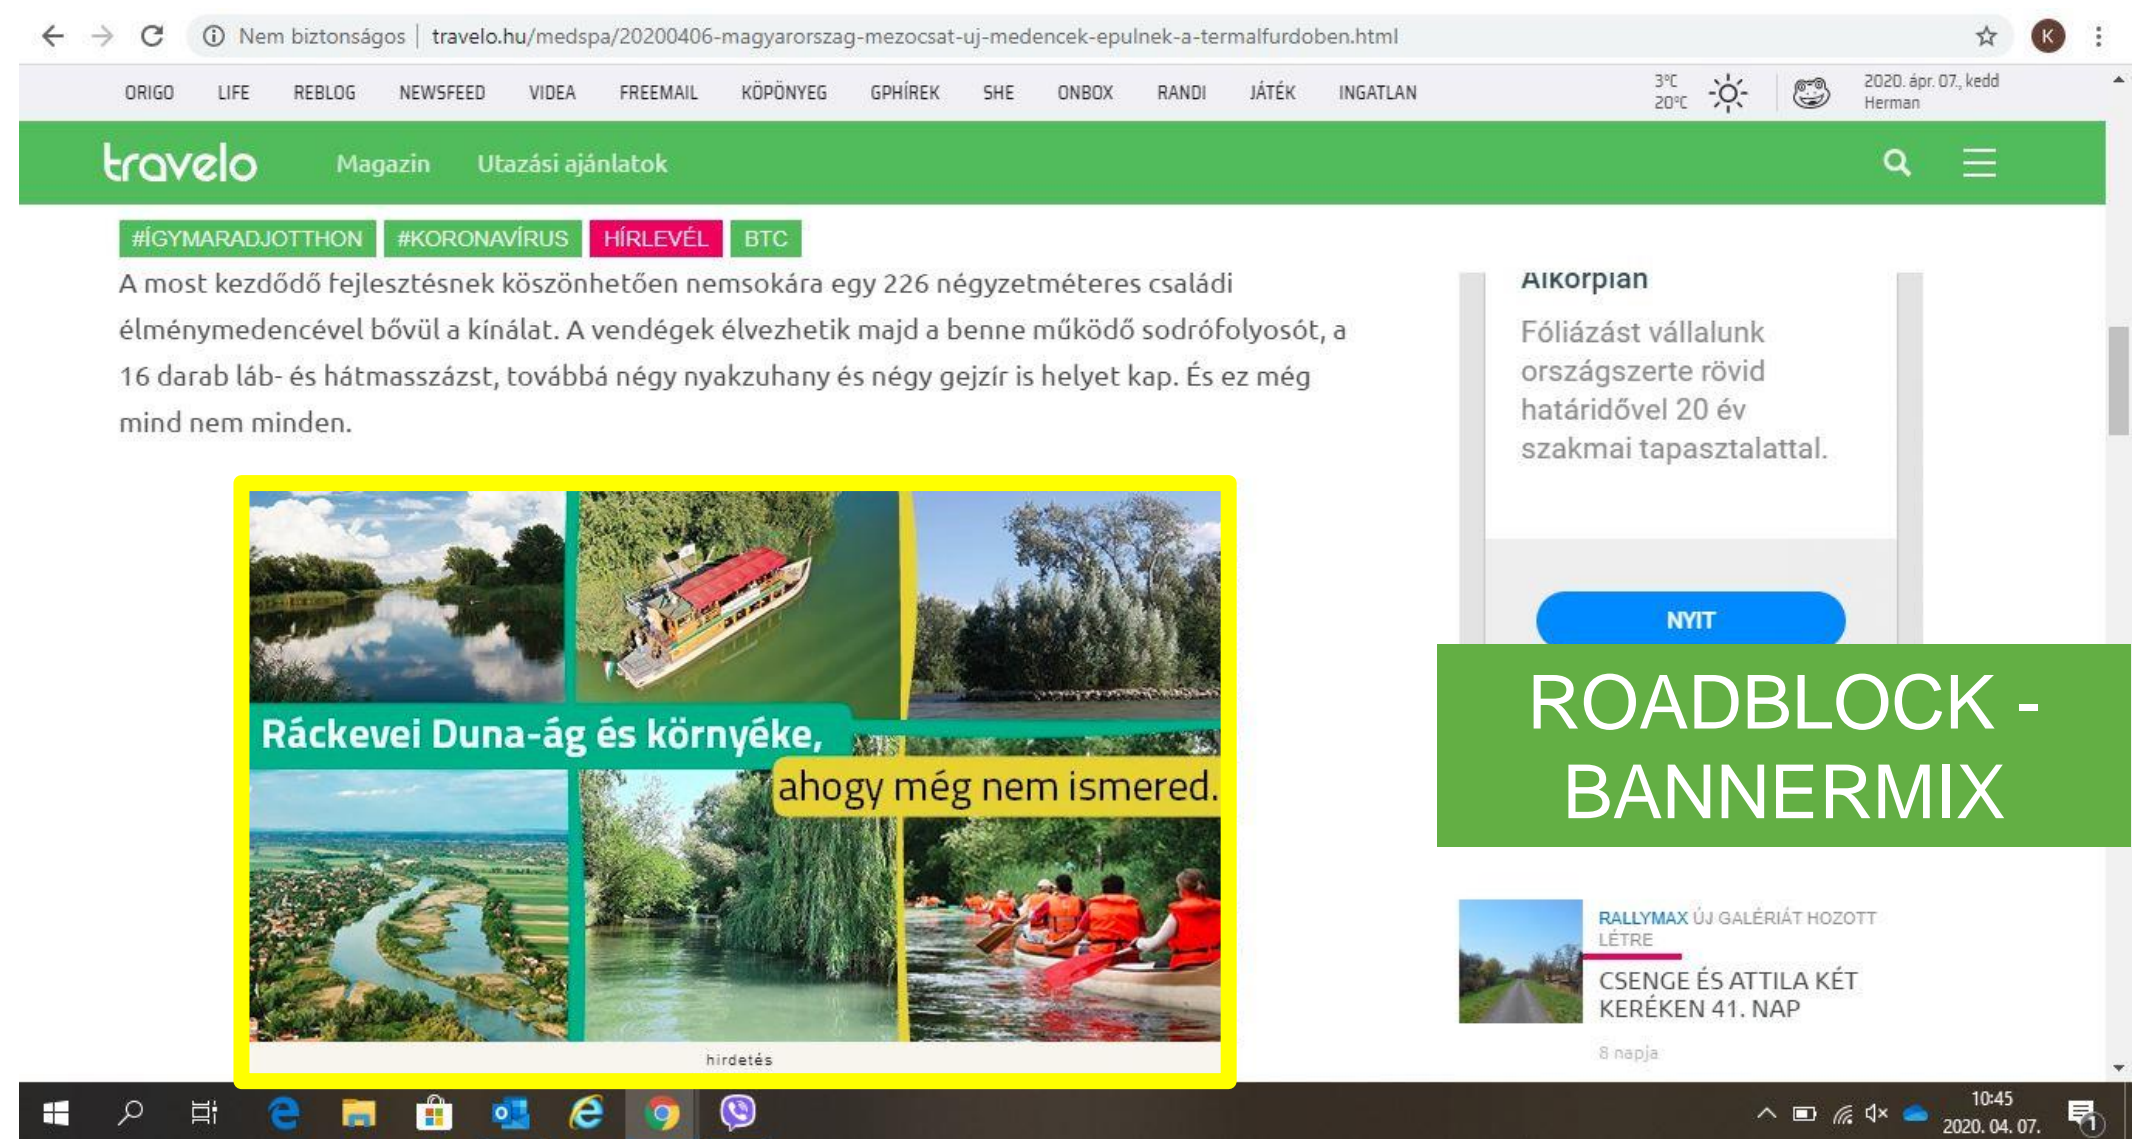 Nem biztonságos | travelo.hu/medspa/20200406-magyarorszag-mezocsat-uj-medencek-epulnek-a-termalfurdoben.html
K
ORIGO LIFE REBLOG NEWSFEED VIDEA FREEMAIL KÖPÖNYEG GPHÍREK SHE ONBOX RANDI JÁTÉK INGATLAN
3°C
20°C
2020. ápr. 07., kedd
Herman
travelo Magazin Utazási ajánlatok
#ÍGYMARADJOTTHON #KORONAVÍRUS HÍRLEVÉL BTC
A most kezdődő fejlesztésnek köszönhetően nemsokára egy 226 négyzetméteres családi
élménymedencével bővül a kínálat. A vendégek élvezhetik majd a benne működő sodrófolyosót, a
16 darab láb- és hátmasszázst, továbbá négy nyakzuhany és négy gejzír is helyet kap. És ez még
mind nem minden.
Ráckevei Duna-ág és környéke,
ahogy még nem ismered.
hirdetés
Alkorplan
Fóliázást vállalunk
országszerte rövid
határidővel 20 év
szakmai tapasztalattal.
NYIT
ROADBLOCK -
BANNERMIX
RALLYMAX ÚJ GALÉRIÁT HOZOTT
LÉTRE
CSENGE ÉS ATTILA KÉT
KERÉKEN 41. NAP
8 napja
10:45
2020. 04. 07.
1